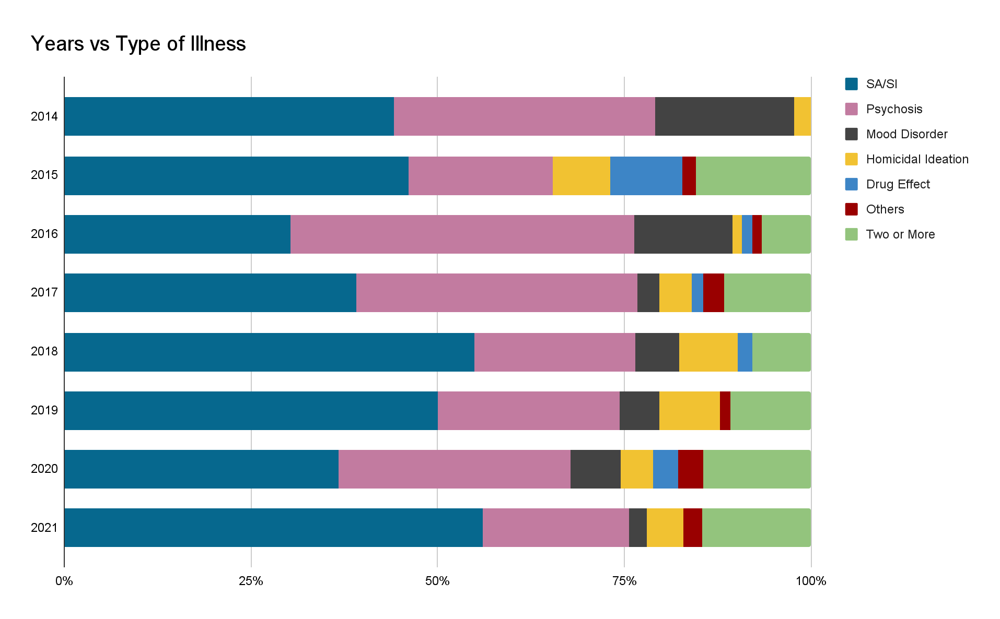 Years vs Type of Illness
SA/SI
Psychosis
Mood Disorder
Homicidal Ideation
Drug Effect
Others
Two or More
2014
2015
2016
2017
2018
2019
2020
2021
0% 25% 50% 75% 100%